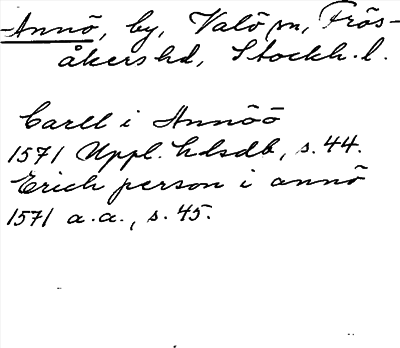 Annö, by, Valö sn, Frös-
åkers hd, Stockh. l.
Carll i Annöö
1571 Uppl. hdsdb, s. 44.
Erich person i annö
1571 a.a., s. 45.